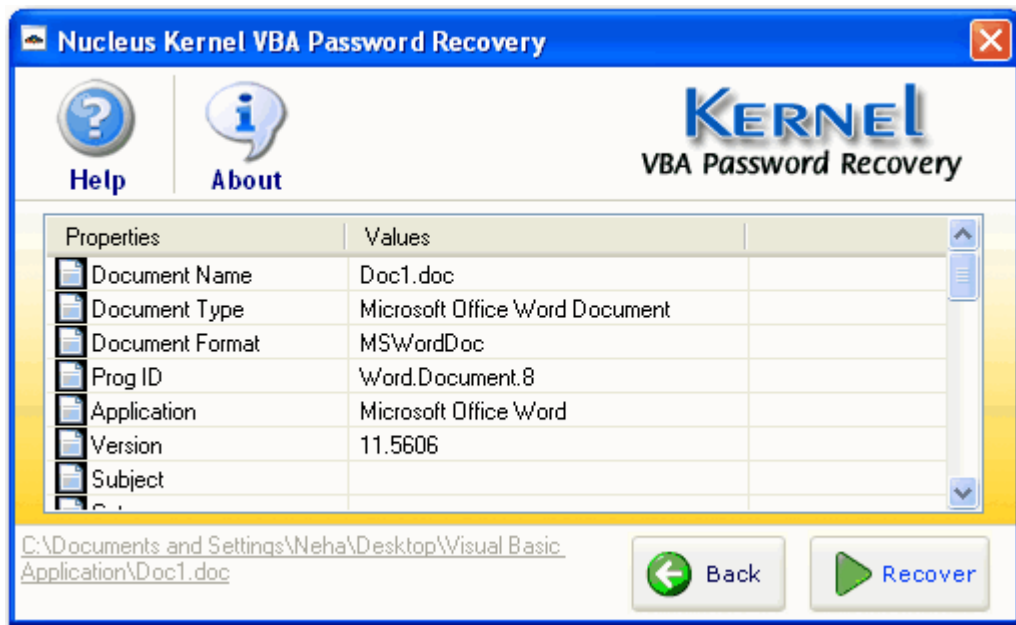 Nucleus Kernel VBA Password Recovery
Help
About
KERNEL
VBA Password Recovery
Properties Values
Document Name Doc1.doc
Document Type Microsoft Office Word Document
Document Format MSWordDoc
Prog ID Word.Document.8
Application Microsoft Office Word
Version 11.5606
Subject
C:\Documents and Settings\Neha\Desktop\Visual Basic
Application\Doc1.doc
Back
Recover